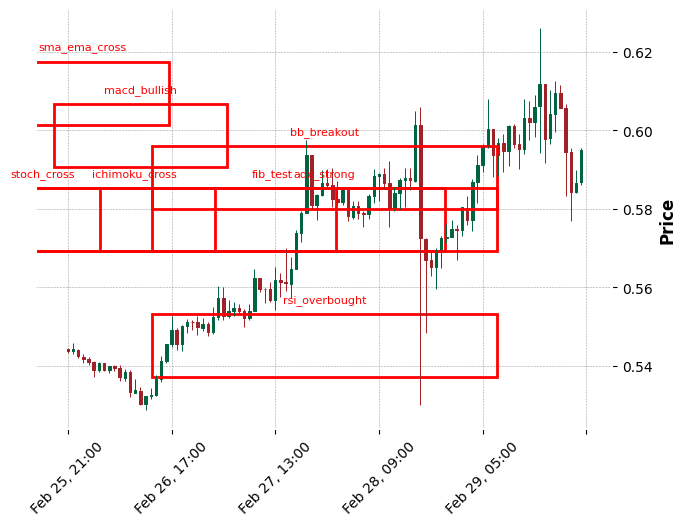 sma_ema_cross
macd_bullish
bb_breakout
stoch_cross
ichimoku_cross
fib_test
adx_strong
rsi_overbought
0.62
0.60
0.58
0.56
0.54
Price
Feb 25, 21:00
Feb 26, 17:00
Feb 27, 13:00
Feb 28, 09:00
Feb 29, 05:00